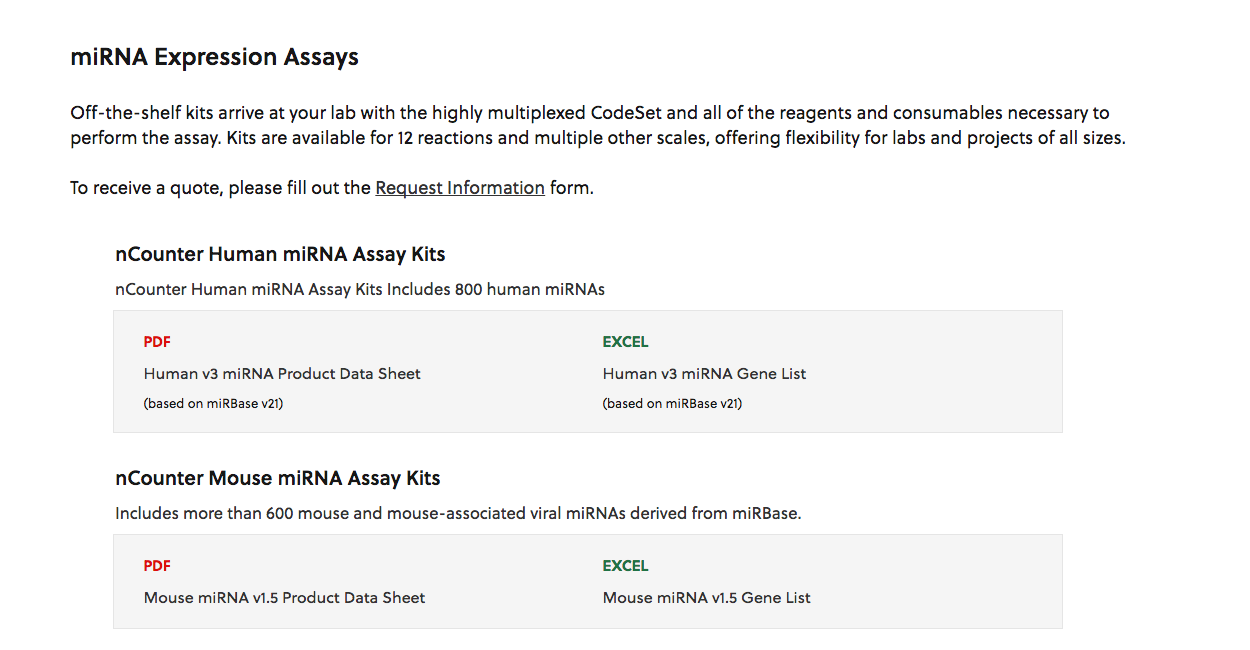 miRNA Expression Assays
Off-the-shelf kits arrive at your lab with the highly multiplexed CodeSet and all of the reagents and consumables necessary to
perform the assay. Kits are available for 12 reactions and multiple other scales, offering flexibility for labs and projects of all sizes.
To receive a quote, please fill out the Request Information form.
nCounter Human miRNA Assay Kits
nCounter Human miRNA Assay Kits Includes 800 human miRNAs
PDF
Human v3 miRNA Product Data Sheet
(based on miRBase v21)
EXCEL
Human v3 miRNA Gene List
(based on miRBase v21)
nCounter Mouse miRNA Assay Kits
Includes more than 600 mouse and mouse-associated viral miRNAs derived from miRBase.
PDF
Mouse miRNA v1.5 Product Data Sheet
EXCEL
Mouse miRNA v1.5 Gene List